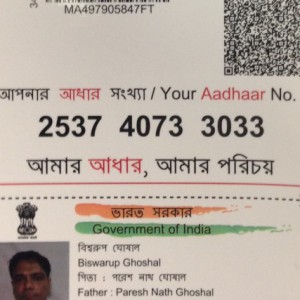 MA497905847FT
আপনার আধার সংখ্যা / Your Aadhaar No.
2537 4073 3033
আমার আধার, আমার পরিচয়
ভারত সরকার
Government of India
বিশ্বরূপ ঘোষাল
Biswarup Ghoshal
পিতা : পরেশ নাথ ঘোষাল
Father : Paresh Nath Ghoshal